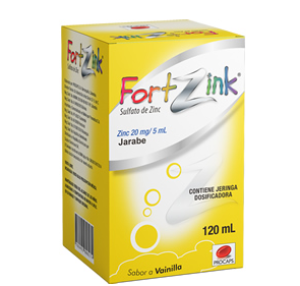 FortZink®
Sulfato de Zinc
Zinc 20 mg/ 5 mL
Jarabe
CONTIENE JERINGA
DOSIFICADORA
120 mL
PROCAPS
Sabor a Vainilla